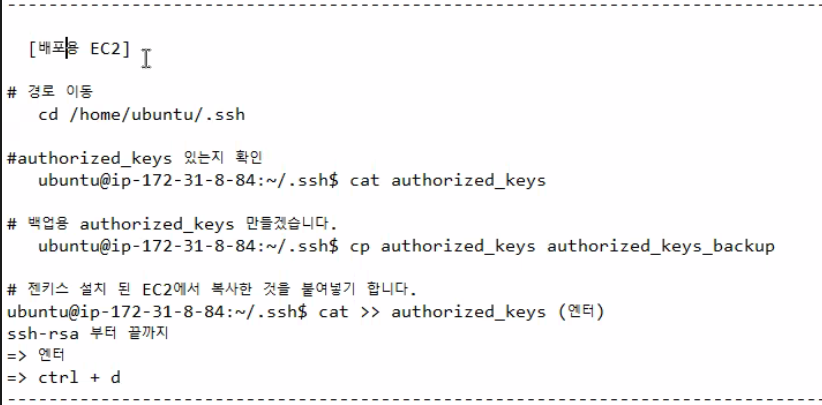 --------------------------------------------------------------------------------
[배포용 EC2]
# 경로 이동
cd /home/ubuntu/.ssh
#authorized_keys 있는지 확인
ubuntu@ip-172-31-8-84:~/.ssh$ cat authorized_keys
# 백업용 authorized_keys 만들겠습니다.
ubuntu@ip-172-31-8-84:~/.ssh$ cp authorized_keys authorized_keys_backup
# 젠키스 설치 된 EC2에서 복사한 것을 붙여넣기 합니다.
ubuntu@ip-172-31-8-84:~/.ssh$ cat >> authorized_keys (엔터)
ssh-rsa 부터 끝까지
=> 엔터
=> ctrl + d
--------------------------------------------------------------------------------